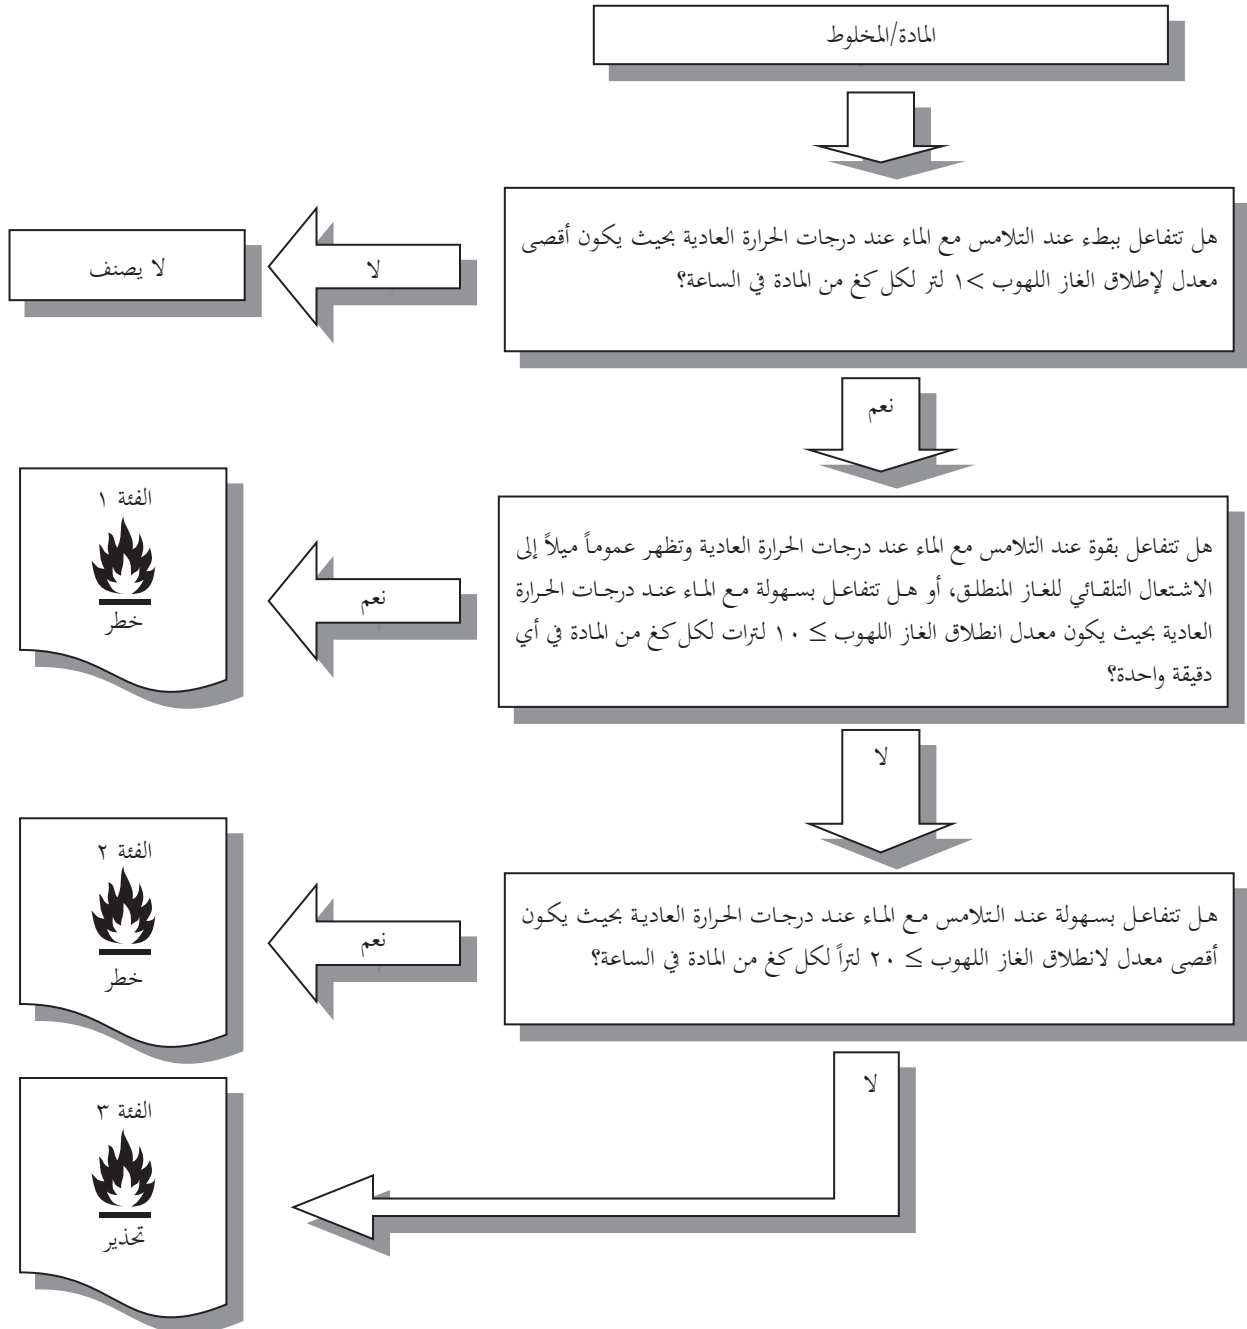 المادة/المخلوط
هل تتفاعل ببطء عند التلامس مع الماء عند درجات الحرارة العادية بحيث يكون أقصى
معدل لإطلاق الغاز اللهوب >١ لتر لكل كغ من المادة في الساعة؟
لا
لا يصنف
نعم
هل تتفاعل بقوة عند التلامس مع الماء عند درجات الحرارة العادية وتظهر عموماً ميلاً إلى
الاشتعال التلقائي للغاز المنطلق، أو هل تتفاعل بسهولة مع الماء عند درجات الحرارة
العادية بحيث يكون معدل انطلاق الغاز اللهوب ≥ ١٠ لترات لكل كغ من المادة في أي
دقيقة واحدة؟
نعم
الفئة ١
خطر
لا
هل تتفاعل بسهولة عند التلامس مع الماء عند درجات الحرارة العادية بحيث يكون
أقصى معدل لانطلاق الغاز اللهوب ≥ ٢٠ لتراً لكل كغ من المادة في الساعة؟
نعم
الفئة ٢
خطر
لا
الفئة ٣
تحذير